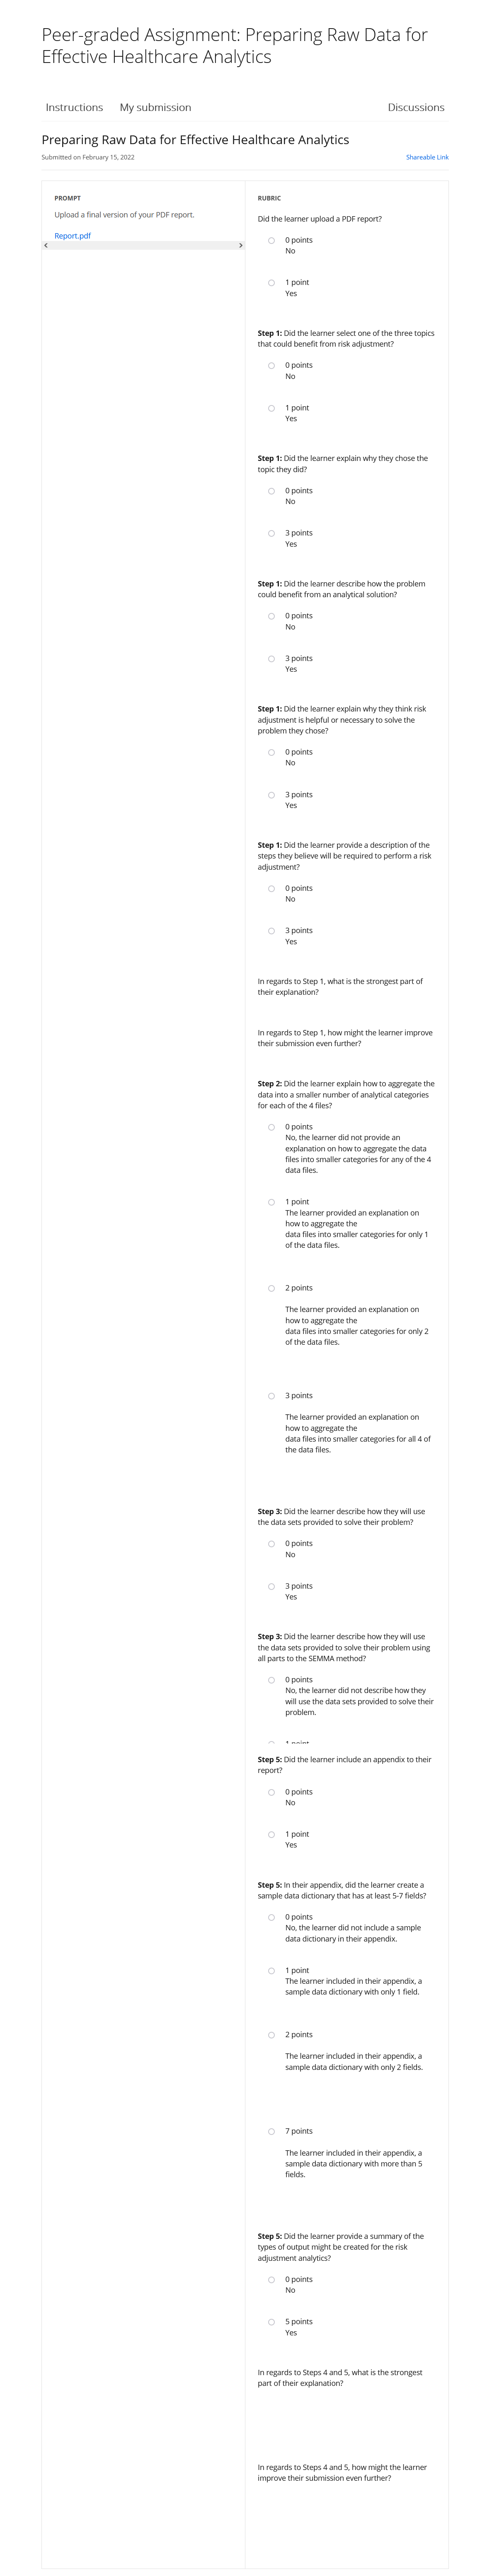 Peer-graded Assignment: Preparing Raw Data for
Effective Healthcare Analytics
Instructions My submission Discussions
Preparing Raw Data for Effective Healthcare Analytics
Submitted on February 15, 2022 Shareable Link
PROMPT
Upload a final version of your PDF report.
Report.pdf
RUBRIC
Did the learner upload a PDF report?
0 points
No
1 point
Yes
Step 1: Did the learner select one of the three topics
that could benefit from risk adjustment?
0 points
No
1 point
Yes
Step 1: Did the learner explain why they chose the
topic they did?
0 points
No
3 points
Yes
Step 1: Did the learner describe how the problem
could benefit from an analytical solution?
0 points
No
3 points
Yes
Step 1: Did the learner explain why they think risk
adjustment is helpful or necessary to solve the
problem they chose?
0 points
No
3 points
Yes
Step 1: Did the learner provide a description of the
steps they believe will be required to perform a risk
adjustment?
0 points
No
3 points
Yes
In regards to Step 1, what is the strongest part of
their explanation?
In regards to Step 1, how might the learner improve
their submission even further?
Step 2: Did the learner explain how to aggregate the
data into a smaller number of analytical categories
for each of the 4 files?
0 points
No, the learner did not provide an
explanation on how to aggregate the data
files into smaller categories for any of the 4
data files.
1 point
The learner provided an explanation on
how to aggregate the
data files into smaller categories for only 1
of the data files.
2 points
The learner provided an explanation on
how to aggregate the
data files into smaller categories for only 2
of the data files.
3 points
The learner provided an explanation on
how to aggregate the
data files into smaller categories for all 4 of
the data files.
Step 3: Did the learner describe how they will use
the data sets provided to solve their problem?
0 points
No
3 points
Yes
Step 3: Did the learner describe how they will use
the data sets provided to solve their problem using
all parts to the SEMMA method?
0 points
No, the learner did not describe how they
will use the data sets provided to solve their
problem.
1 point
Step 5: Did the learner include an appendix to their
report?
0 points
No
1 point
Yes
Step 5: In their appendix, did the learner create a
sample data dictionary that has at least 5-7 fields?
0 points
No, the learner did not include a sample
data dictionary in their appendix.
1 point
The learner included in their appendix, a
sample data dictionary with only 1 field.
2 points
The learner included in their appendix, a
sample data dictionary with only 2 fields.
7 points
The learner included in their appendix, a
sample data dictionary with more than 5
fields.
Step 5: Did the learner provide a summary of the
types of output might be created for the risk
adjustment analytics?
0 points
No
5 points
Yes
In regards to Steps 4 and 5, what is the strongest
part of their explanation?
In regards to Steps 4 and 5, how might the learner
improve their submission even further?